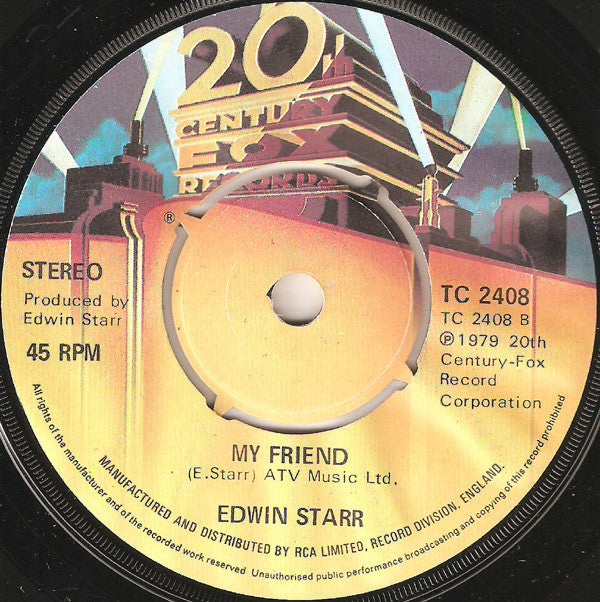 20th
CENTURY
FOX
RECORDS
®
STEREO
Produced by
Edwin Starr
45 RPM
TC 2408
TC 2408 B
Ⓟ 1979 20th
Century-Fox
Record
Corporation
MY FRIEND
(E.Starr) ATV Music Ltd.
EDWIN STARR
MANUFACTURED AND DISTRIBUTED BY RCA LIMITED, RECORD DIVISION, ENGLAND.
All rights of the manufacturer and of the recorded work reserved Unauthorised public performance broadcasting and copying of this record prohibited